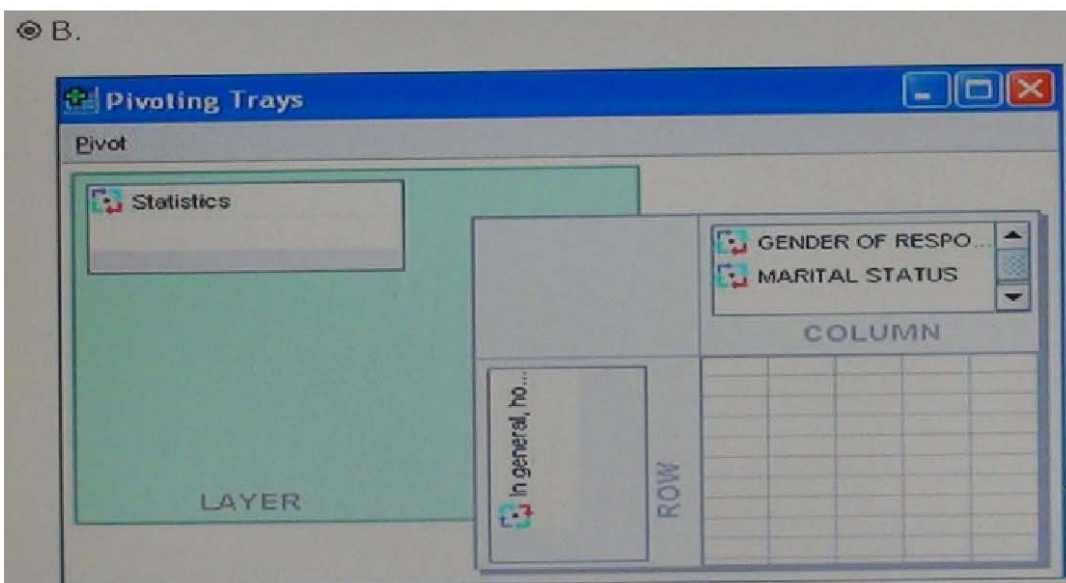 B.
Pivoting Trays
Pivot
Statistics
GENDER OF RESPO...
MARITAL STATUS
COLUMN
In general, ho...
ROW
LAYER